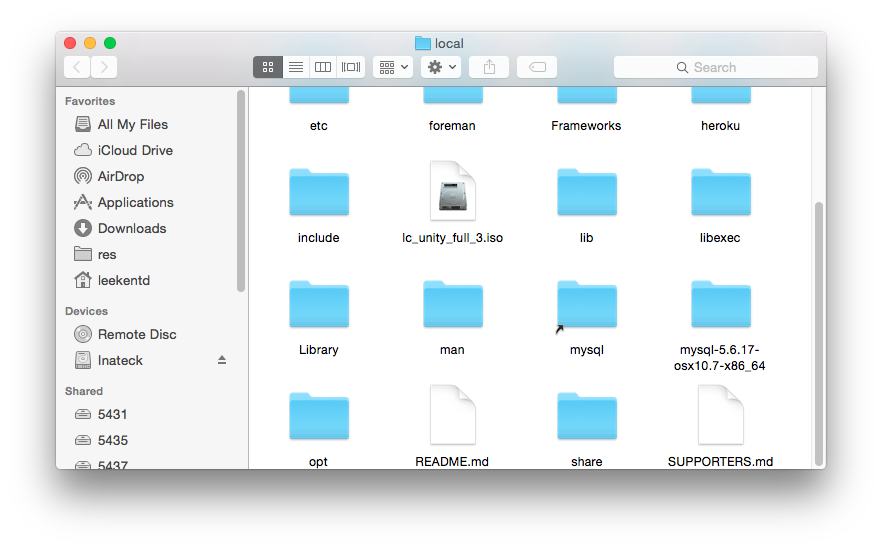 local
Search
Favorites
All My Files
iCloud Drive
AirDrop
Applications
Downloads
res
leekentd
Devices
Remote Disc
Inateck
Shared
5431
5435
5437
etc
foreman
Frameworks
heroku
include
lc_unity_full_3.iso
lib
libexec
Library
man
mysql
mysql-5.6.17-
osx10.7-x86_64
opt
README.md
share
SUPPORTERS.md